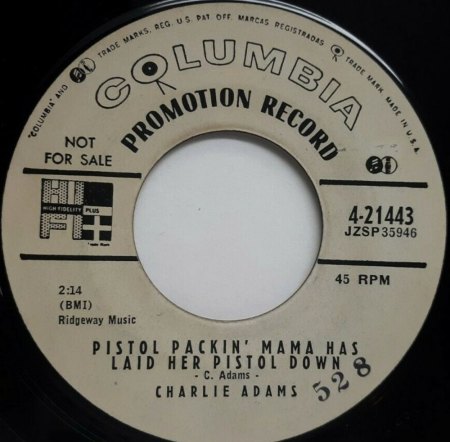 "COLUMBIA" AND TRADE MARKS, REG. U.S. PAT. OFF. MARCAS REGISTRADAS TRADE MARK. MADE IN U.S.A.
COLUMBIA
PROMOTION RECORD
NOT
FOR SALE
HI
HIGH FIDELITY PLUS
FI
4-21443
JZSP35946
2:14
(BMI)
Ridgeway Music
45 RPM
PISTOL PACKIN' MAMA HAS
LAID HER PISTOL DOWN
- C. Adams -
CHARLIE ADAMS
528